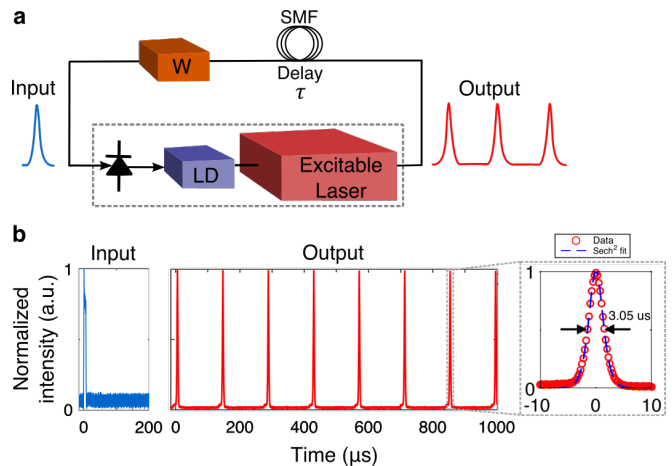 a
SMF
W
Delay
τ
Input
Output
LD
Excitable
Laser
b
Input
Output
Data
Sech² fit
Normalized
intensity (a.u.)
1
0
1
0
1
0
3.05 us
0
200
0
200
400
600
800
1000
-10
0
10
Time (μs)